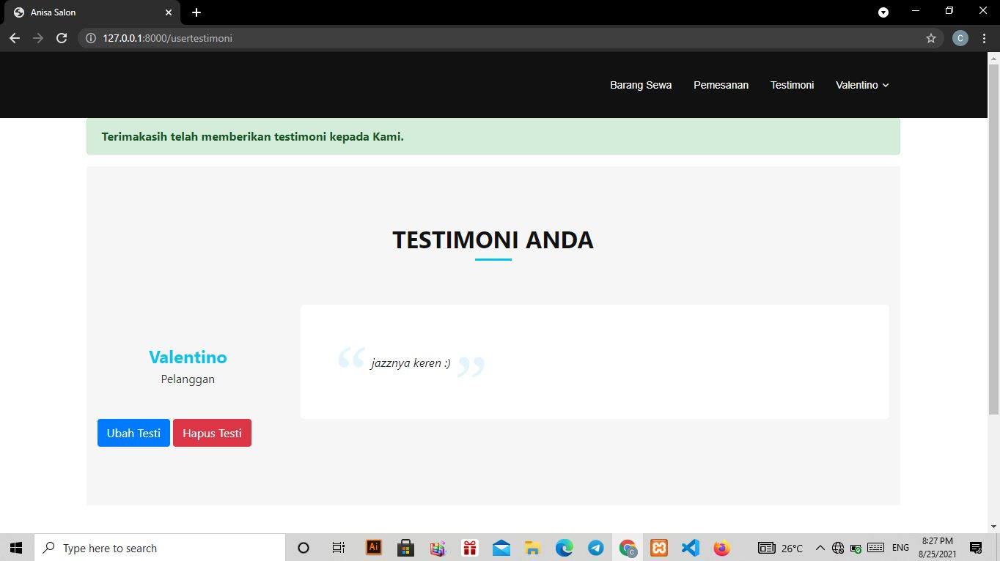 Anisa Salon
127.0.0.1:8000/usertestimoni
C
Barang Sewa Pemesanan Testimoni Valentino
Terimakasih telah memberikan testimoni kepada Kami.
TESTIMONI ANDA
Valentino
Pelanggan
“ jazznya keren :) ”
Ubah Testi Hapus Testi
Type here to search
Ai
C
26°C
ENG
8:27 PM
8/25/2021